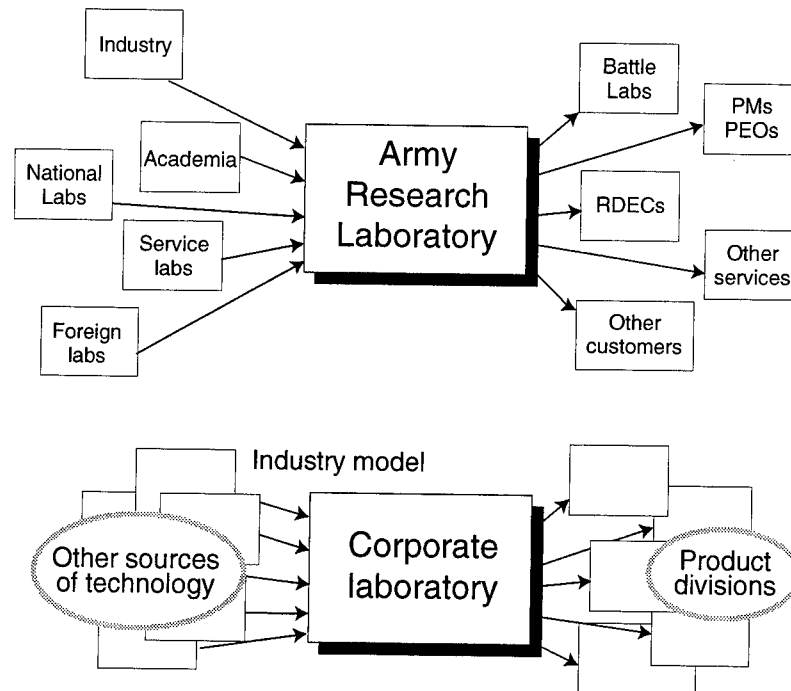 Industry
Academia
National
Labs
Service
labs
Foreign
labs
Army
Research
Laboratory
Battle
Labs
PMs
PEOs
RDECs
Other
services
Other
customers
Industry model
Other sources
of technology
Corporate
laboratory
Product
divisions